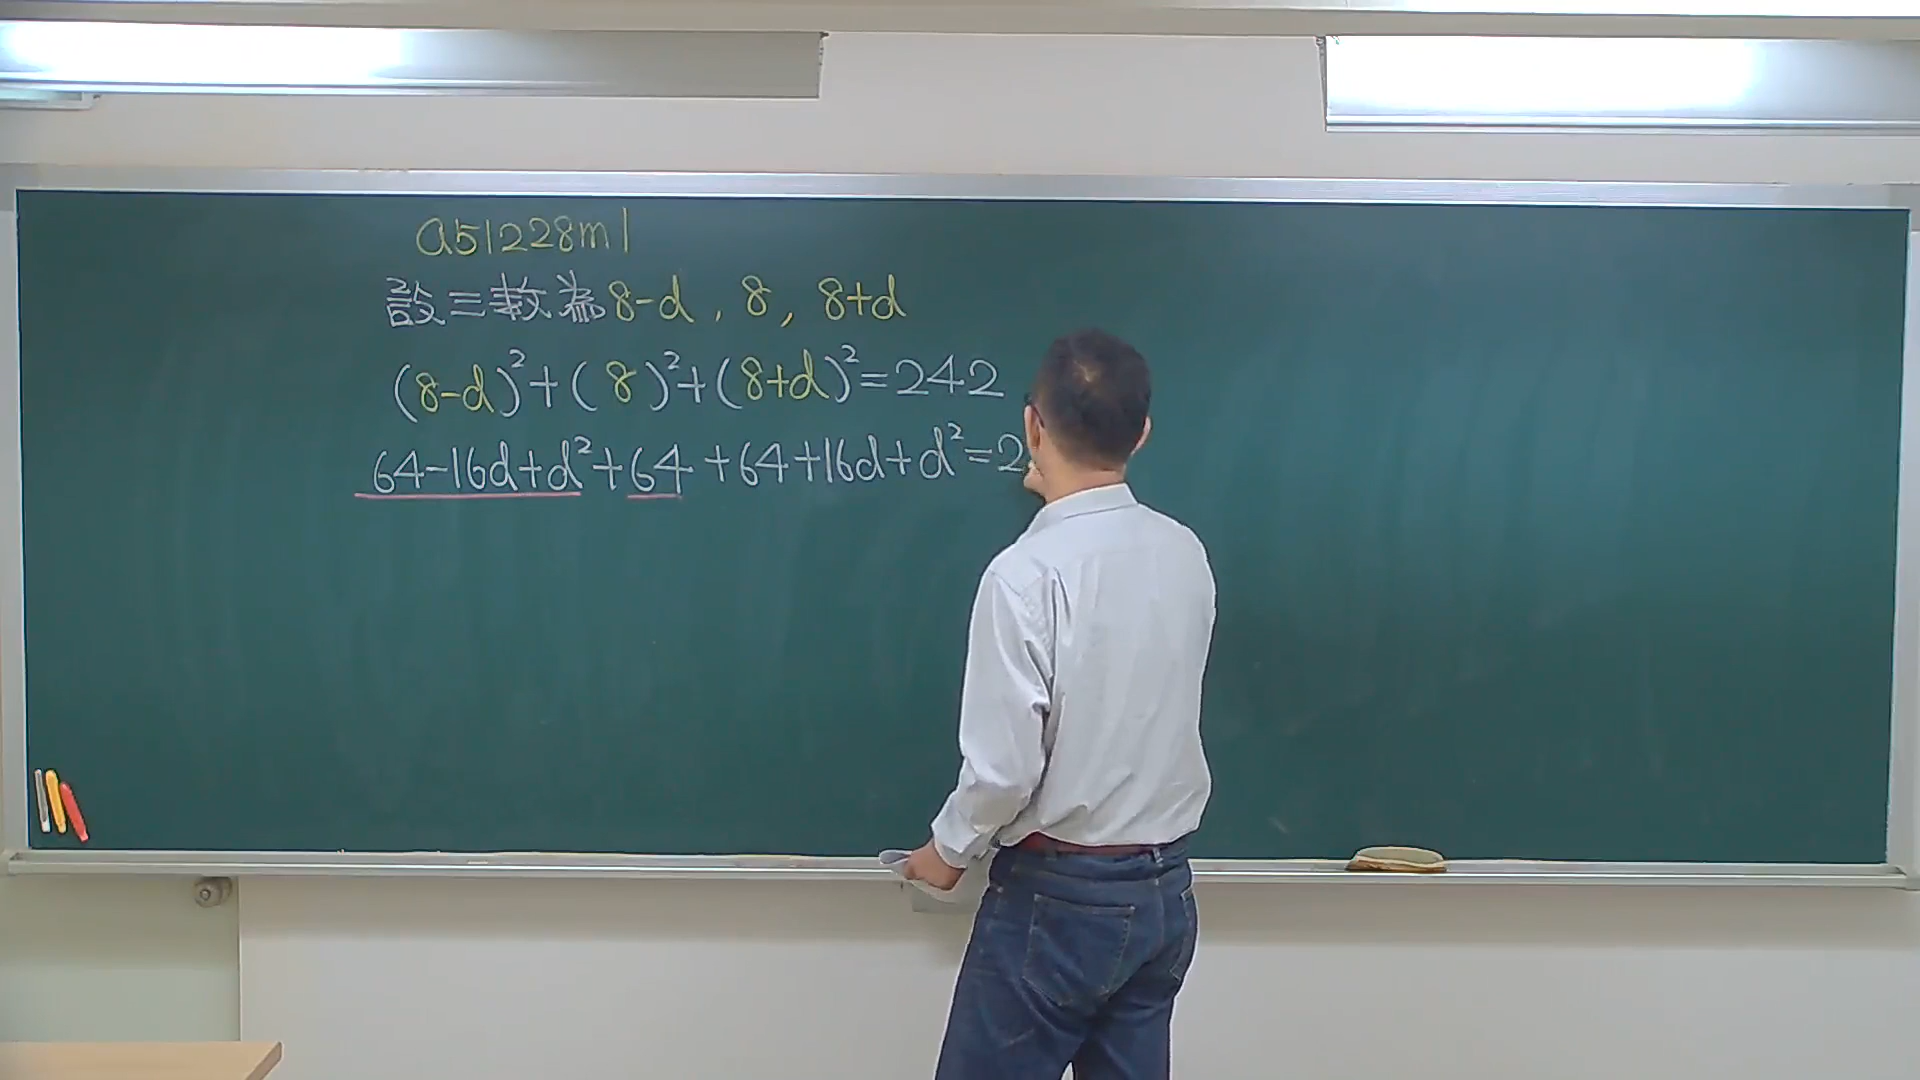 a51228m1
設三數為8-d, 8, 8+d
(8-d)²+(8)²+(8+d)²=242
64-16d+d²+64+64+16d+d²=2